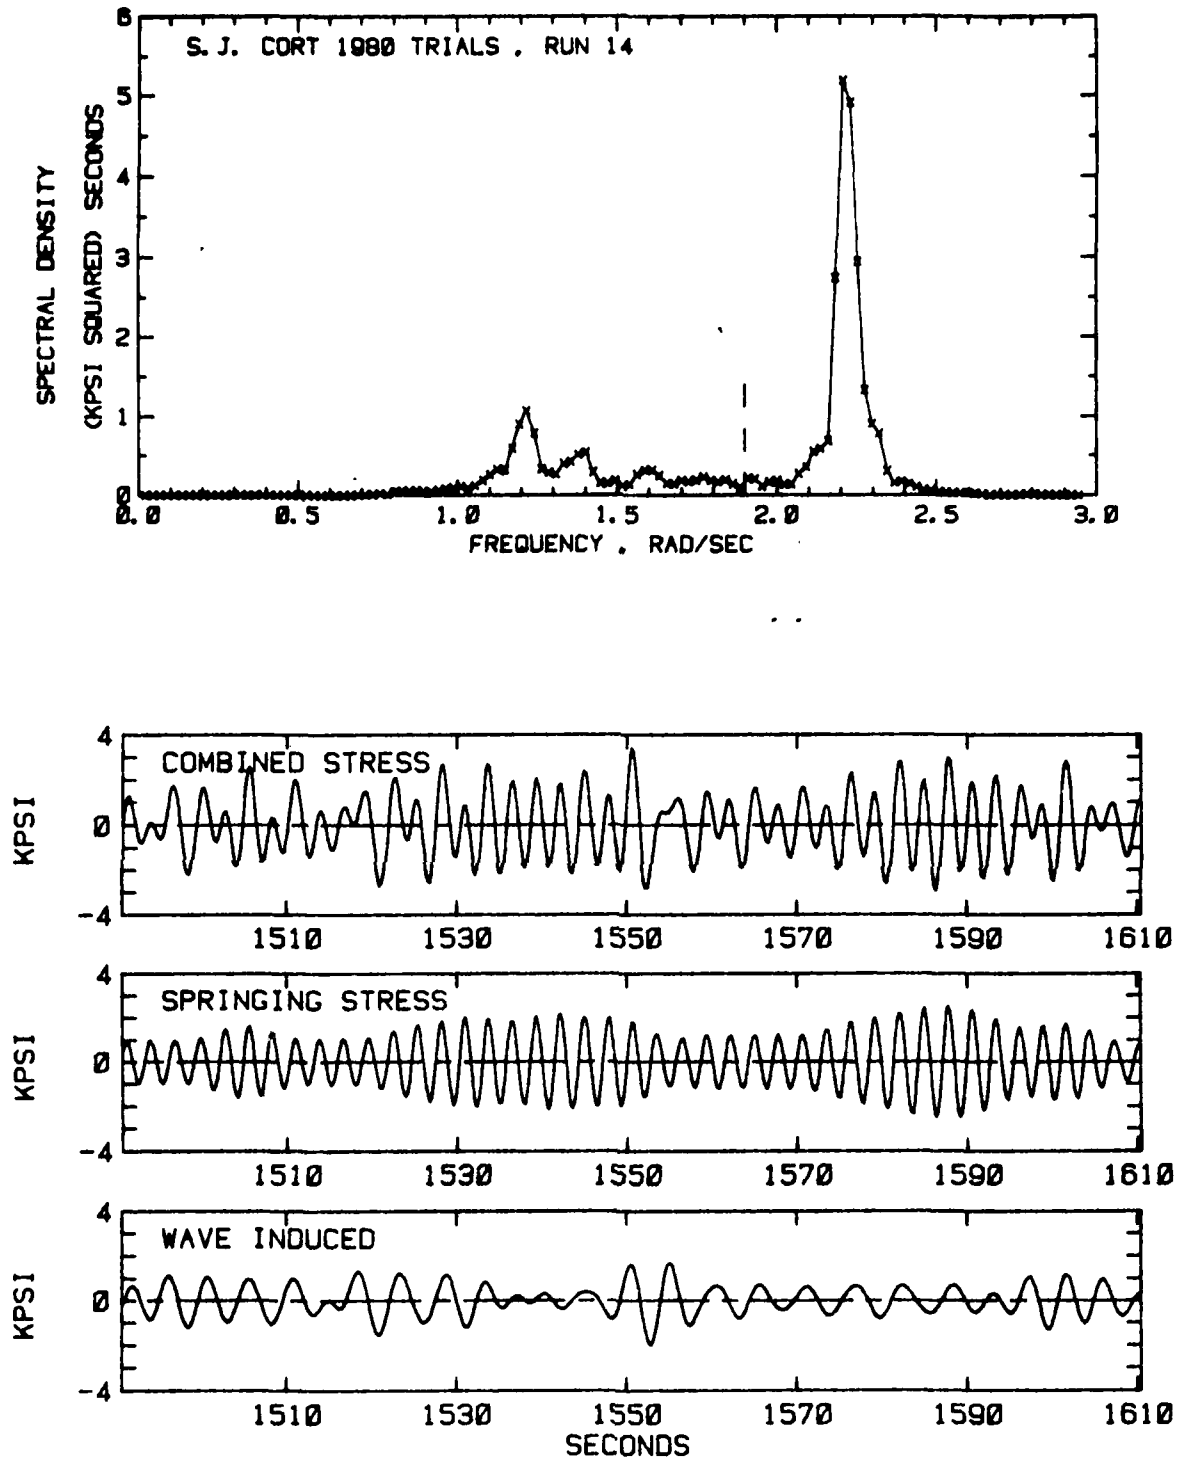 S.J. CORT 1980 TRIALS , RUN 14
SPECTRAL DENSITY
(KPSI SQUARED) SECONDS
6
5
4
3
2
1
0
0.0 0.5 1.0 1.5 2.0 2.5 3.0
FREQUENCY , RAD/SEC
COMBINED STRESS
KPSI
4
0
-4
1510 1530 1550 1570 1590 1610
SPRINGING STRESS
KPSI
4
0
-4
1510 1530 1550 1570 1590 1610
WAVE INDUCED
KPSI
4
0
-4
1510 1530 1550 1570 1590 1610
SECONDS